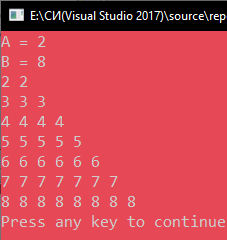 E:\СИ(Visual Studio 2017)\source\rep
A = 2
B = 8
2 2
3 3 3
4 4 4 4
5 5 5 5 5
6 6 6 6 6 6
7 7 7 7 7 7 7
8 8 8 8 8 8 8 8
Press any key to continue